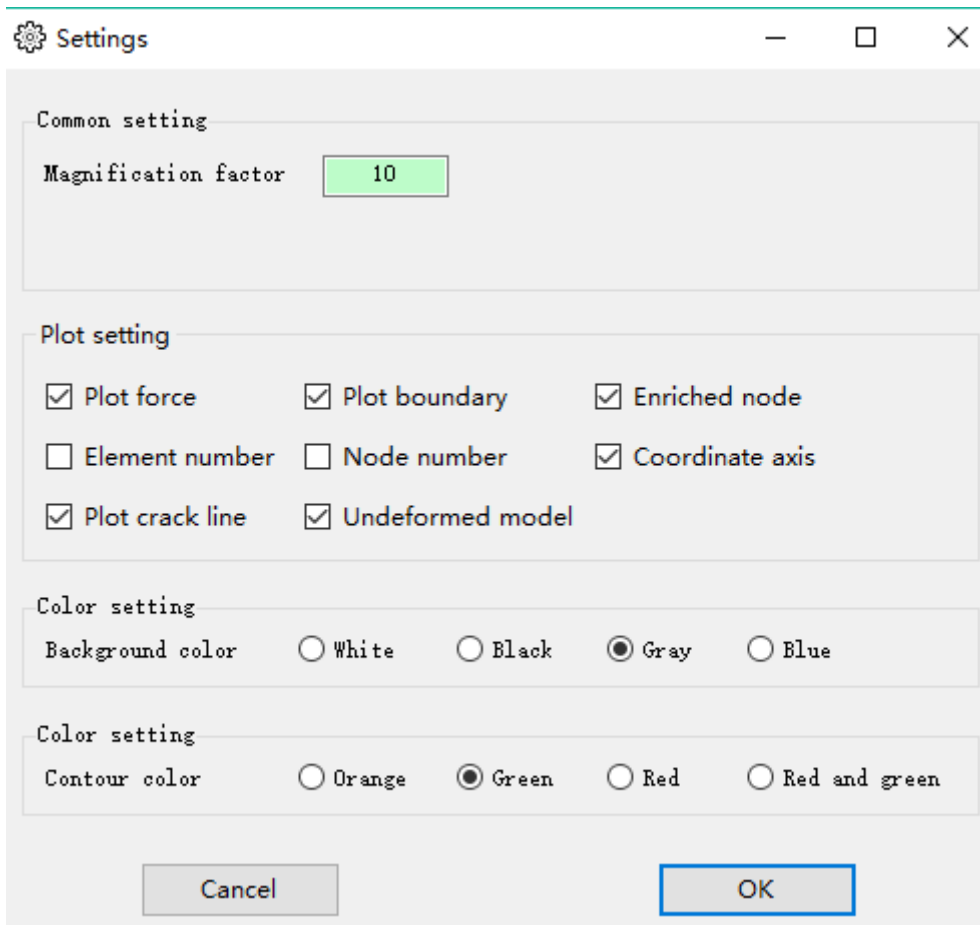 Settings
Common setting
Magnification factor 10
Plot setting
Plot force Plot boundary Enriched node
Element number Node number Coordinate axis
Plot crack line Undeformed model
Color setting
Background color White Black Gray Blue
Color setting
Contour color Orange Green Red Red and green
Cancel OK